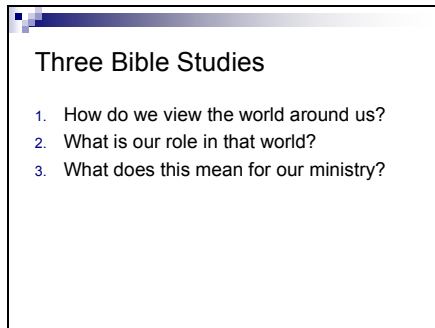 Three Bible Studies
1. How do we view the world around us?
2. What is our role in that world?
3. What does this mean for our ministry?